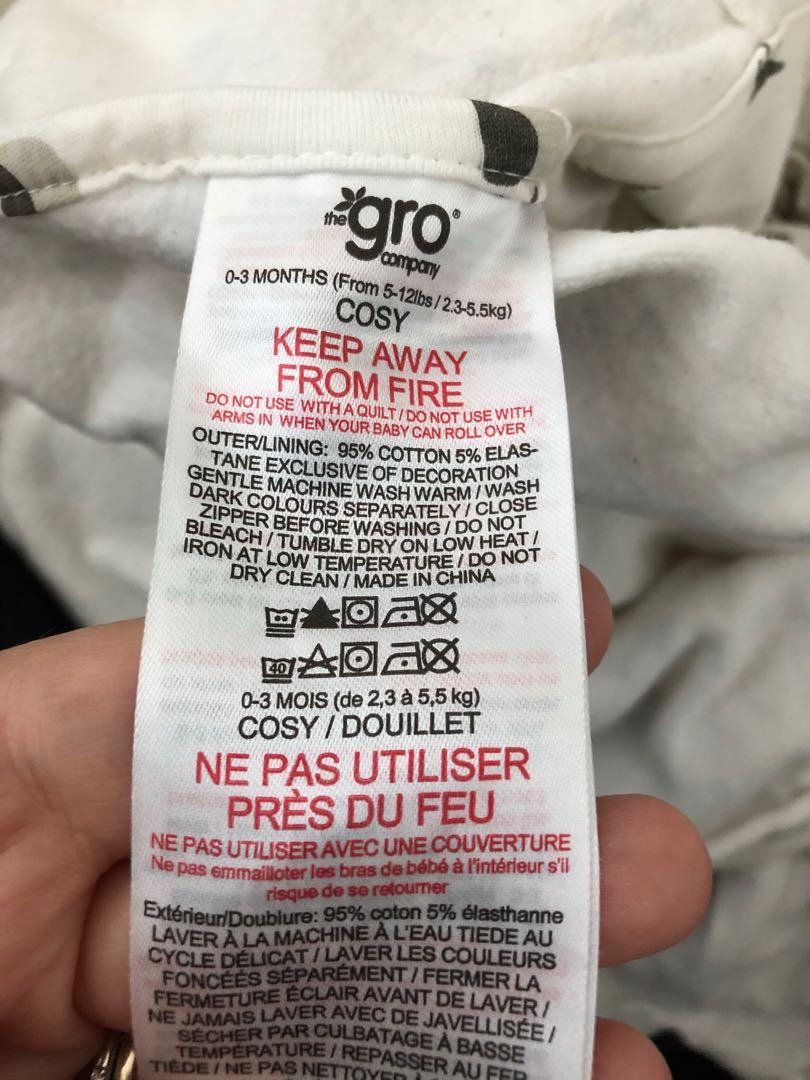 the gro company®
0-3 MONTHS (From 5-12lbs / 2.3-5.5kg)
COSY
KEEP AWAY
FROM FIRE
DO NOT USE WITH A QUILT / DO NOT USE WITH
ARMS IN WHEN YOUR BABY CAN ROLL OVER
OUTER/LINING: 95% COTTON 5% ELAS-
TANE EXCLUSIVE OF DECORATION
GENTLE MACHINE WASH WARM / WASH
DARK COLOURS SEPARATELY / CLOSE
ZIPPER BEFORE WASHING / DO NOT
BLEACH / TUMBLE DRY ON LOW HEAT /
IRON AT LOW TEMPERATURE / DO NOT
DRY CLEAN / MADE IN CHINA
40
0-3 MOIS (de 2,3 à 5,5 kg)
COSY / DOUILLET
NE PAS UTILISER
PRÈS DU FEU
NE PAS UTILISER AVEC UNE COUVERTURE
Ne pas emmailloter les bras de bébé à l'intérieur s'il
risque de se retourner
Extérieur/Doublure: 95% coton 5% élasthanne
LAVER À LA MACHINE À L'EAU TIEDE AU
CYCLE DÉLICAT / LAVER LES COULEURS
FONCÉES SÉPARÉMENT / FERMER LA
FERMETURE ÉCLAIR AVANT DE LAVER /
NE JAMAIS LAVER AVEC DE JAVELLISÉE /
SÉCHER PAR CULBATAGE À BASSE
TEMPÉRATURE / REPASSER AU FER
TIÈDE / NE PAS NETTOYER À